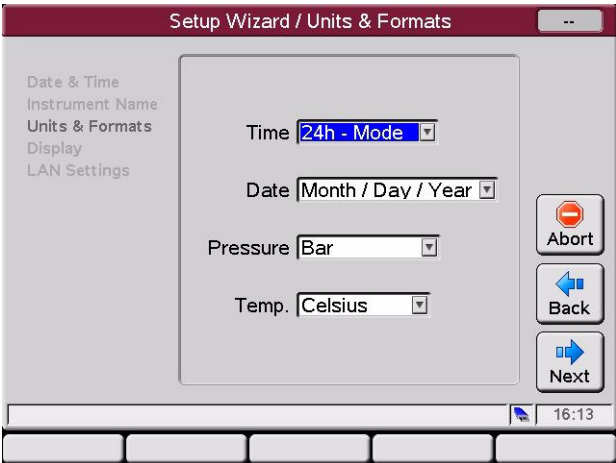 Setup Wizard / Units & Formats
--
Date & Time
Instrument Name
Units & Formats
Display
LAN Settings
Time 24h - Mode
Date Month / Day / Year
Pressure Bar
Temp. Celsius
Abort
Back
Next
16:13